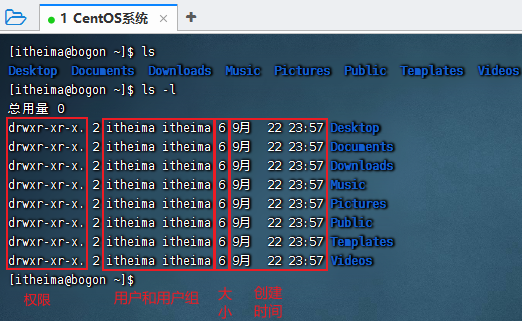 1 CentOS系统
[itheima@bogon ~]$ ls
Desktop Documents Downloads Music Pictures Public Templates Videos
[itheima@bogon ~]$ ls -l
总用量 0
drwxr-xr-x. 2 itheima itheima 6 9月 22 23:57 Desktop
drwxr-xr-x. 2 itheima itheima 6 9月 22 23:57 Documents
drwxr-xr-x. 2 itheima itheima 6 9月 22 23:57 Downloads
drwxr-xr-x. 2 itheima itheima 6 9月 22 23:57 Music
drwxr-xr-x. 2 itheima itheima 6 9月 22 23:57 Pictures
drwxr-xr-x. 2 itheima itheima 6 9月 22 23:57 Public
drwxr-xr-x. 2 itheima itheima 6 9月 22 23:57 Templates
drwxr-xr-x. 2 itheima itheima 6 9月 22 23:57 Videos
[itheima@bogon ~]$
权限
用户和用户组
大
小
创建
时间